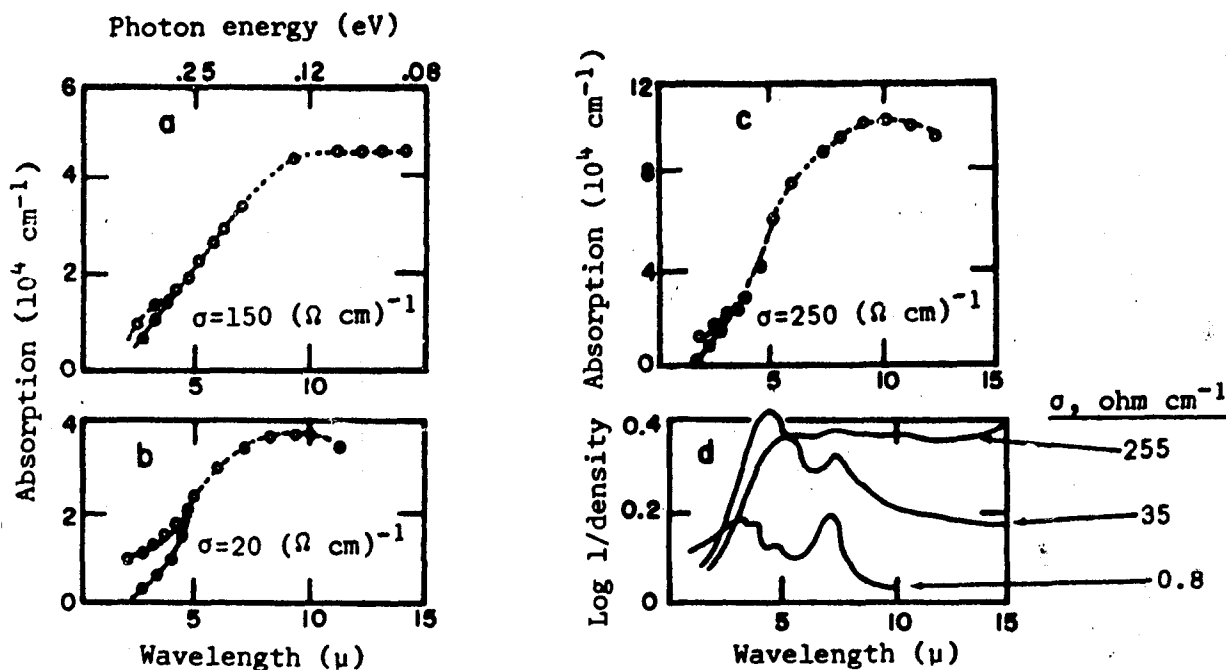 Photon energy (eV)
.25 .12 .08
6
4
2
0
a
σ=150 (Ω cm)⁻¹
5 10 15
Absorption (10⁴ cm⁻¹)
4
2
0
b
σ=20 (Ω cm)⁻¹
5 10 15
Wavelength (μ)
Absorption (10⁴ cm⁻¹)
12
8
4
0
c
σ=250 (Ω cm)⁻¹
5 10 15
Log 1/density
0.4
0.2
0
d
σ, ohm cm⁻¹
255
35
0.8
5 10 15
Wavelength (μ)